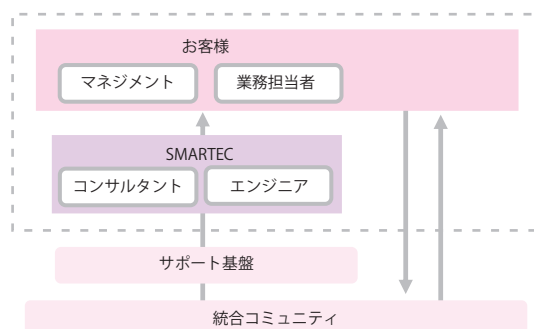 お客様
マネジメント
業務担当者
SMARTEC
コンサルタント
エンジニア
サポート基盤
統合コミュニティ